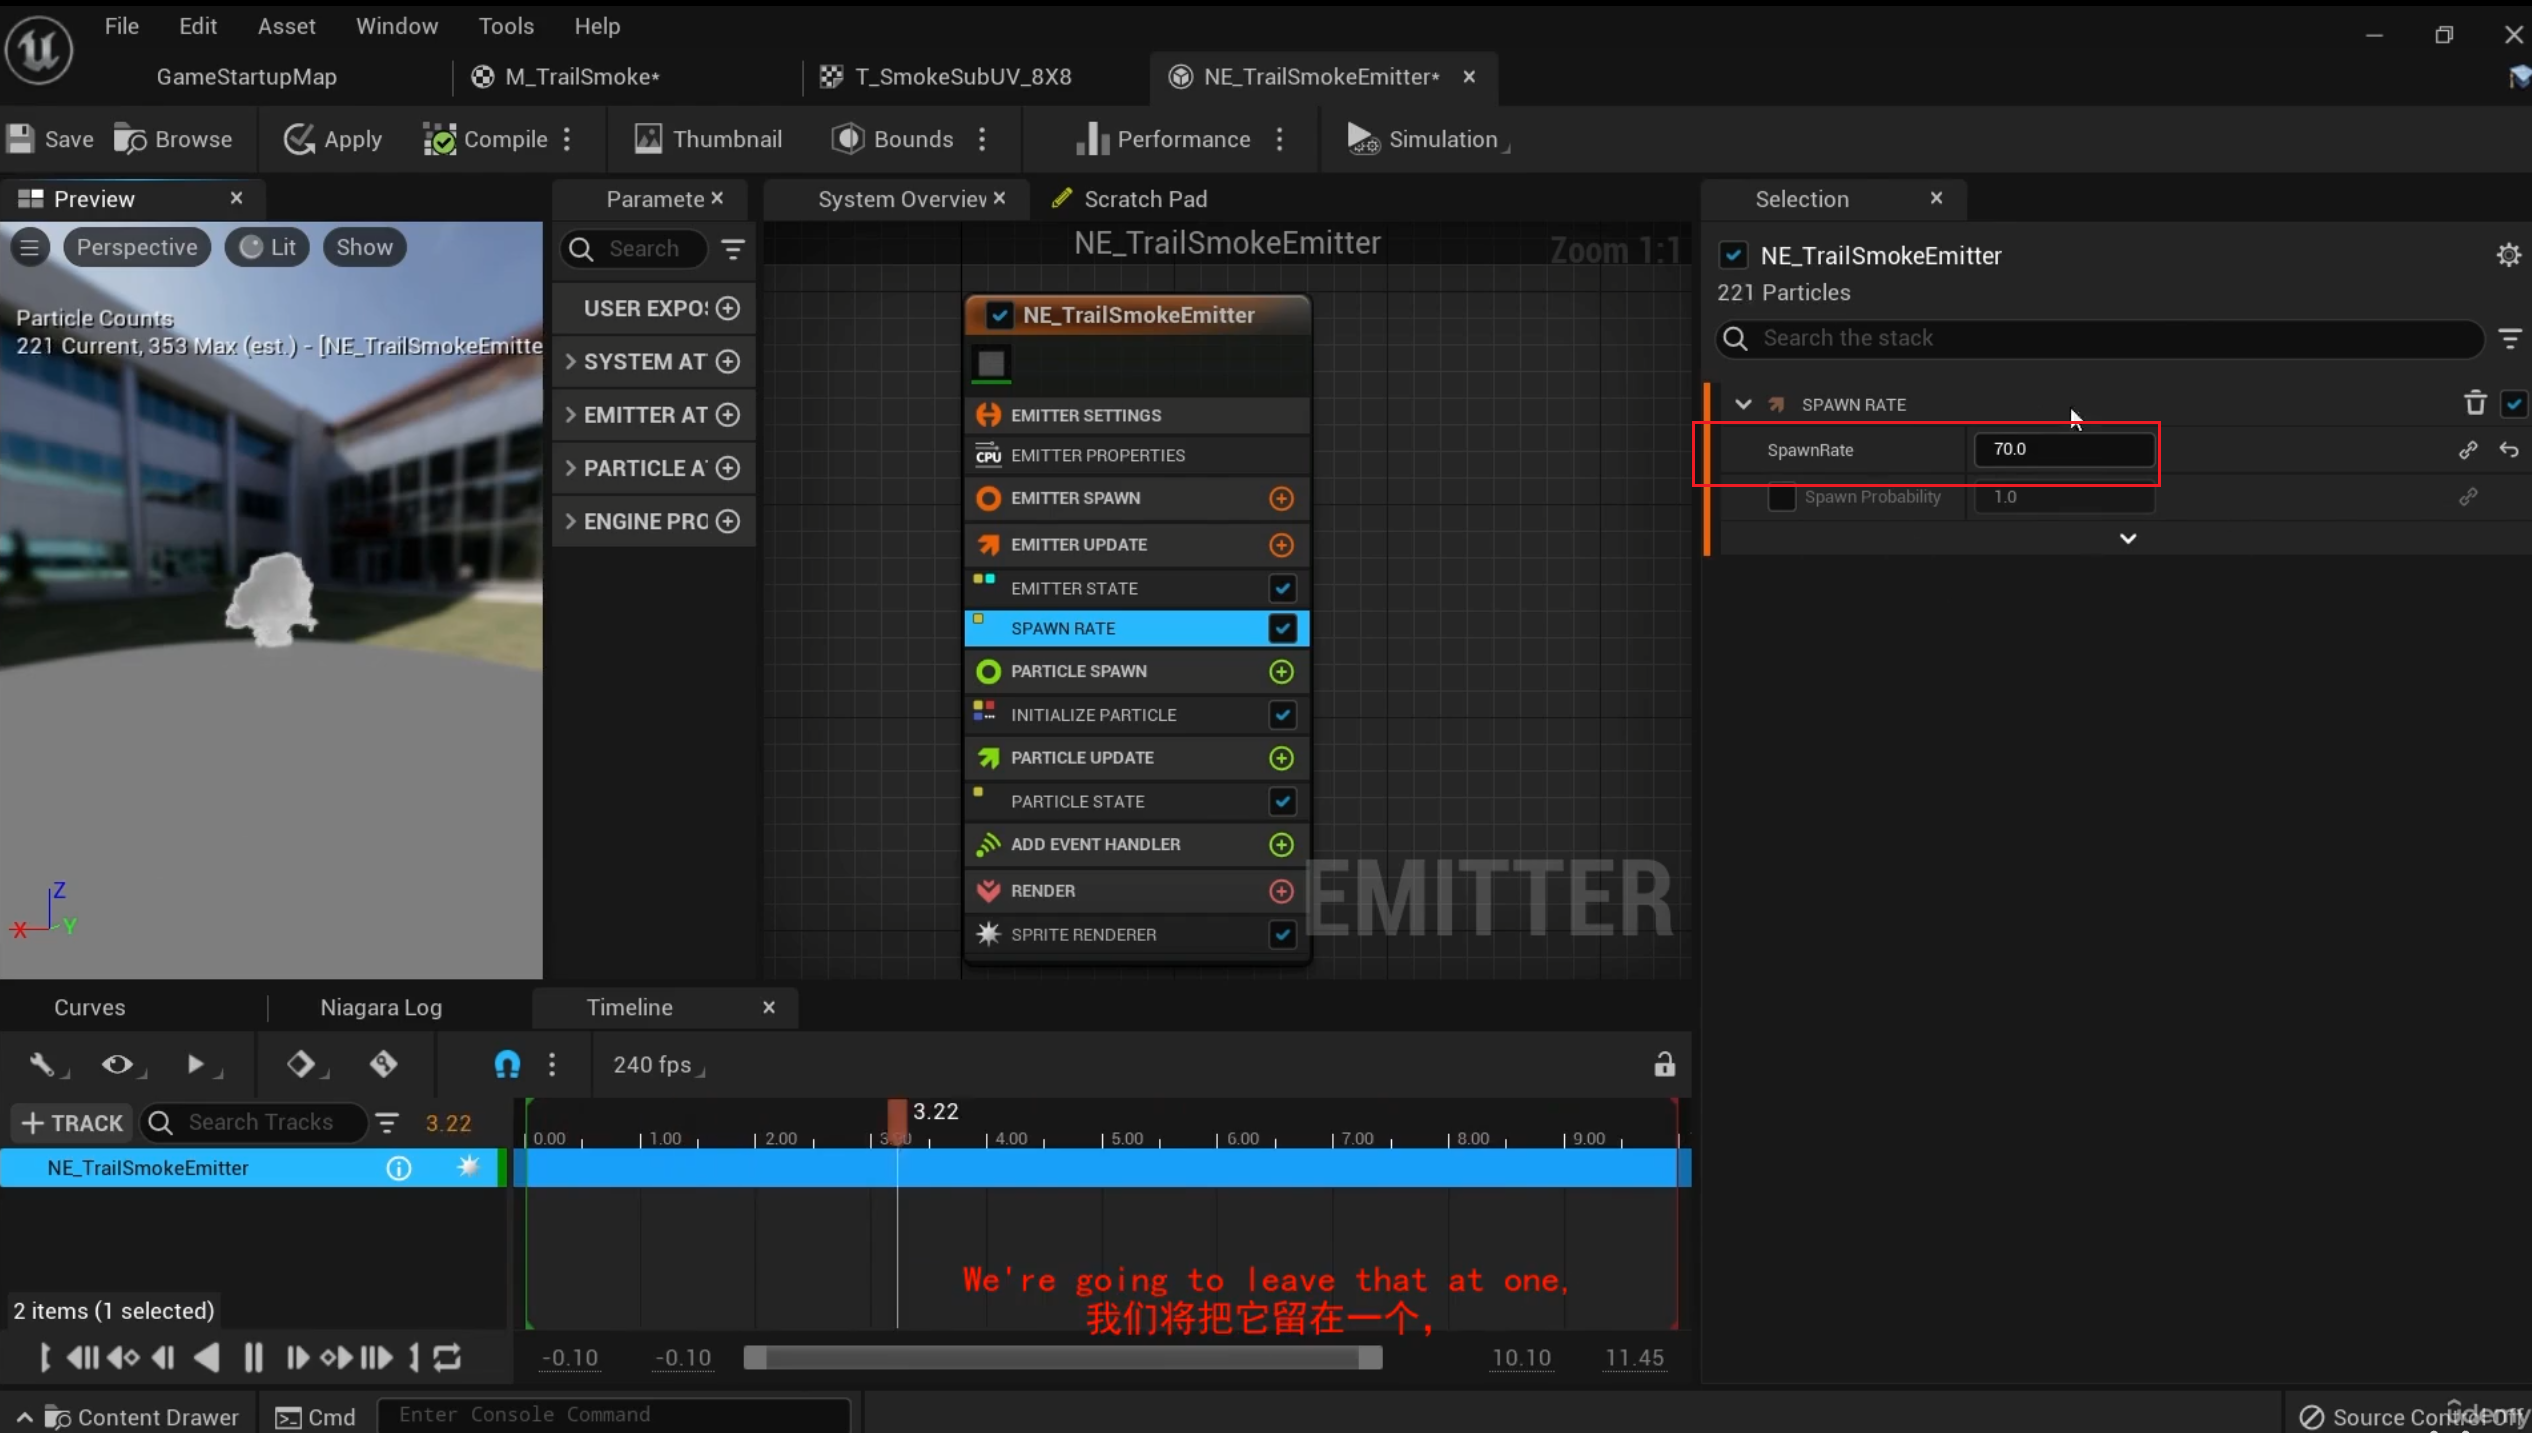 File Edit Asset Window Tools Help
GameStartupMap M_TrailSmoke* T_SmokeSubUV_8X8 NE_TrailSmokeEmitter*
Save Browse Apply Compile Thumbnail Bounds Performance Simulation
Preview Paramete System Overview Scratch Pad Selection
Perspective Lit Show
Particle Counts
221 Current, 353 Max (est.) - [NE_TrailSmokeEmitte
Search
USER EXPO
SYSTEM AT
EMITTER AT
PARTICLE A
ENGINE PRO
NE_TrailSmokeEmitter
Zoom 1:1
NE_TrailSmokeEmitter
EMITTER SETTINGS
CPU EMITTER PROPERTIES
EMITTER SPAWN
EMITTER UPDATE
EMITTER STATE
SPAWN RATE
PARTICLE SPAWN
INITIALIZE PARTICLE
PARTICLE UPDATE
PARTICLE STATE
ADD EVENT HANDLER
RENDER
SPRITE RENDERER
EMITTER
NE_TrailSmokeEmitter
221 Particles
Search the stack
SPAWN RATE
SpawnRate 70.0
Spawn Probability 1.0
Z
X Y
Curves Niagara Log Timeline
240 fps
TRACK Search Tracks 3.22
3.22
0.00 1.00 2.00 3.00 4.00 5.00 6.00 7.00 8.00 9.00
NE_TrailSmokeEmitter
We're going to leave that at one,
我们将把它留在一个，
2 items (1 selected)
-0.10 -0.10 10.10 11.45
Content Drawer Cmd Enter Console Command Source Control Off
udemy